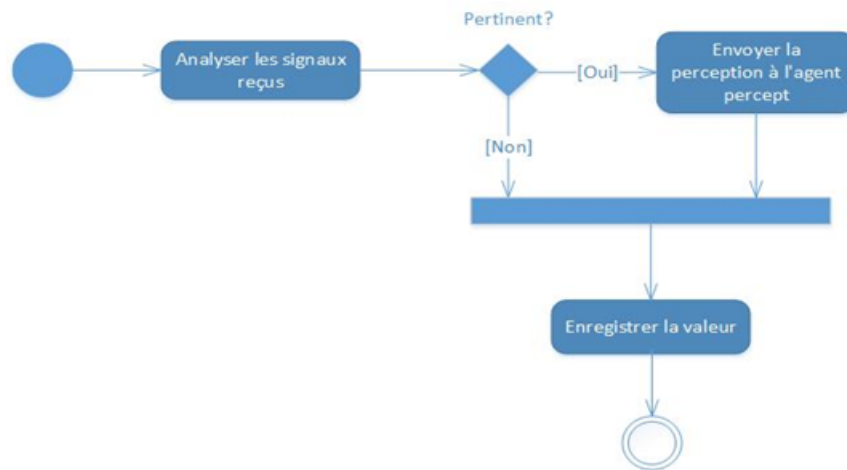 Pertinent?
Analyser les signaux
reçus
[Oui]
Envoyer la
perception à l'agent
percept
[Non]
Enregistrer la valeur